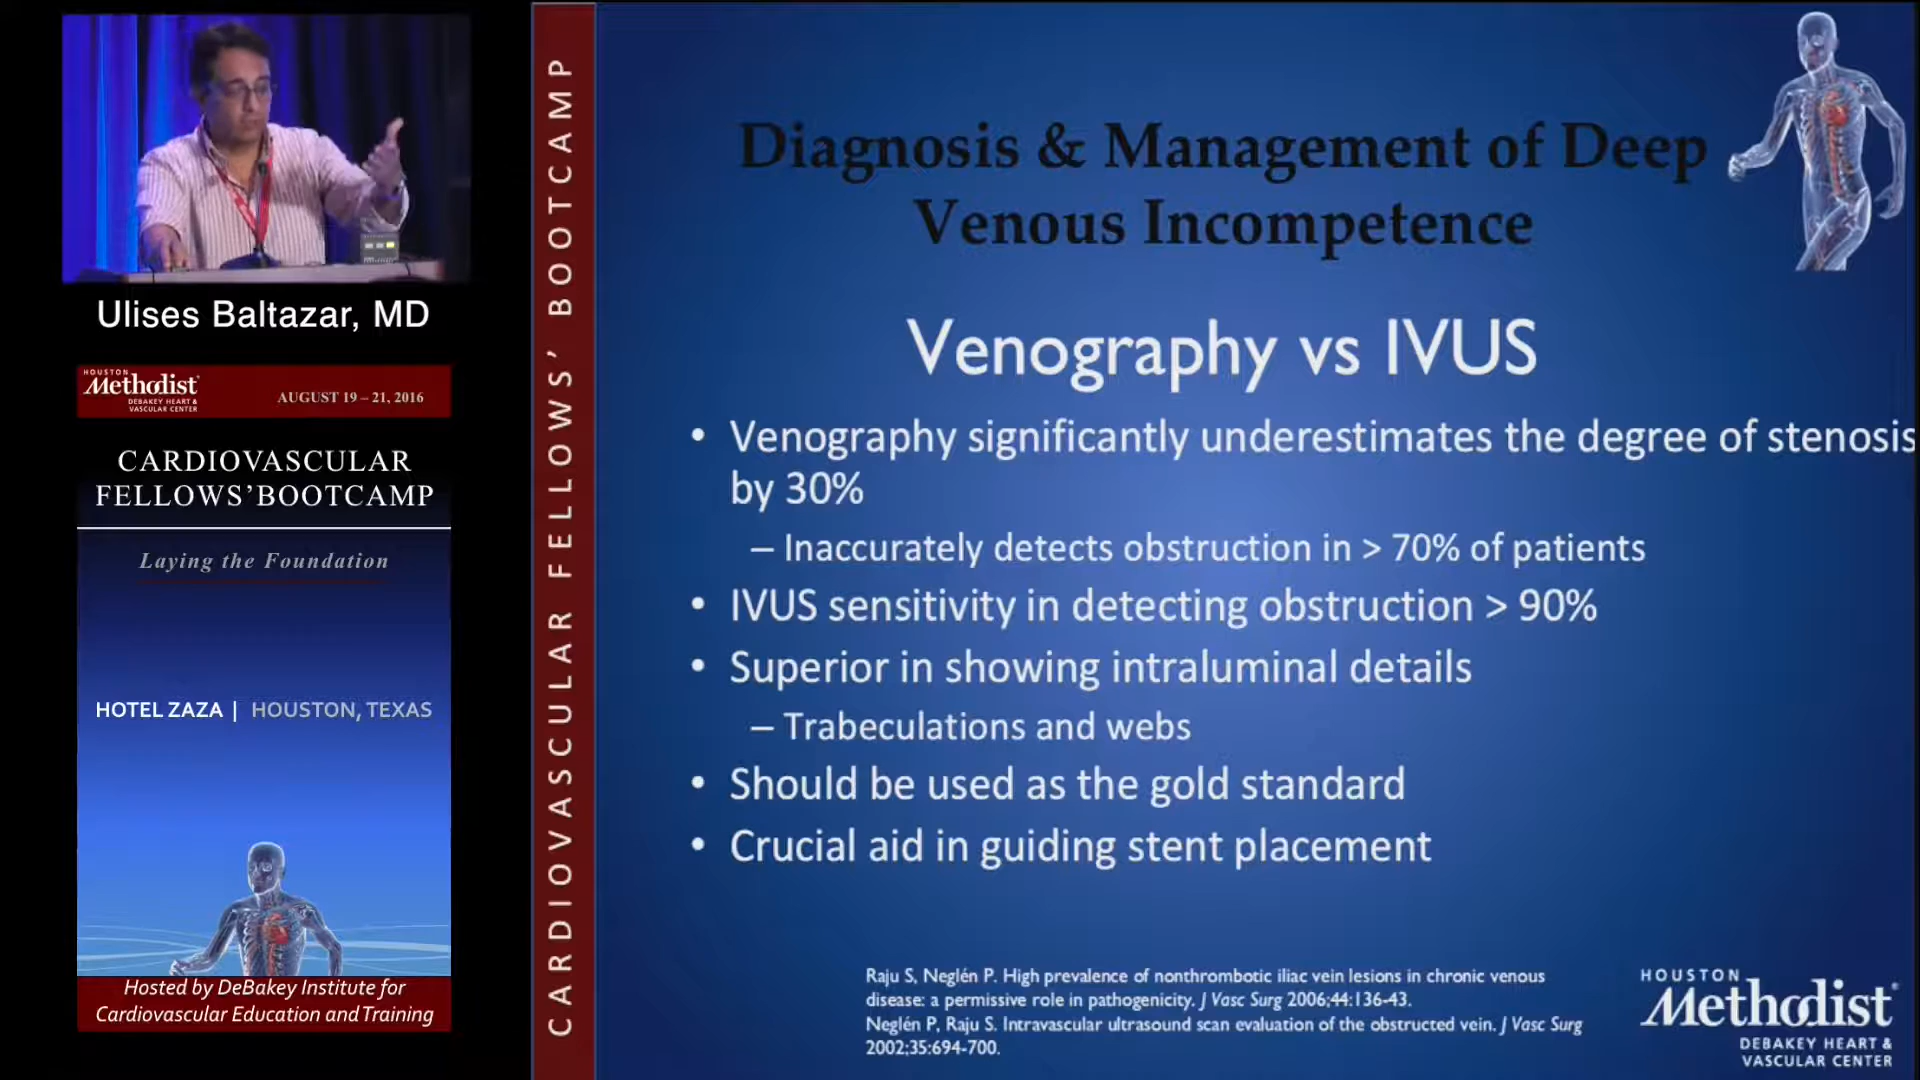 Ulises Baltazar, MD
HOUSTON
Methodist
DEBAKEY HEART &
VASCULAR CENTER
AUGUST 19 – 21, 2016
CARDIOVASCULAR
FELLOWS’BOOTCAMP
Laying the Foundation
HOTEL ZAZA | HOUSTON, TEXAS
Hosted by DeBakey Institute for
Cardiovascular Education and Training
CARDIOVASCULAR FELLOWS’ BOOTCAMP
Diagnosis & Management of Deep
Venous Incompetence
Venography vs IVUS
• Venography significantly underestimates the degree of stenosis
by 30%
– Inaccurately detects obstruction in > 70% of patients
• IVUS sensitivity in detecting obstruction > 90%
• Superior in showing intraluminal details
– Trabeculations and webs
• Should be used as the gold standard
• Crucial aid in guiding stent placement
Raju S, Neglén P. High prevalence of nonthrombotic iliac vein lesions in chronic venous
disease: a permissive role in pathogenicity. J Vasc Surg 2006;44:136-43.
Neglén P, Raju S. Intravascular ultrasound scan evaluation of the obstructed vein. J Vasc Surg
2002;35:694-700.
HOUSTON
Methodist
DEBAKEY HEART &
VASCULAR CENTER